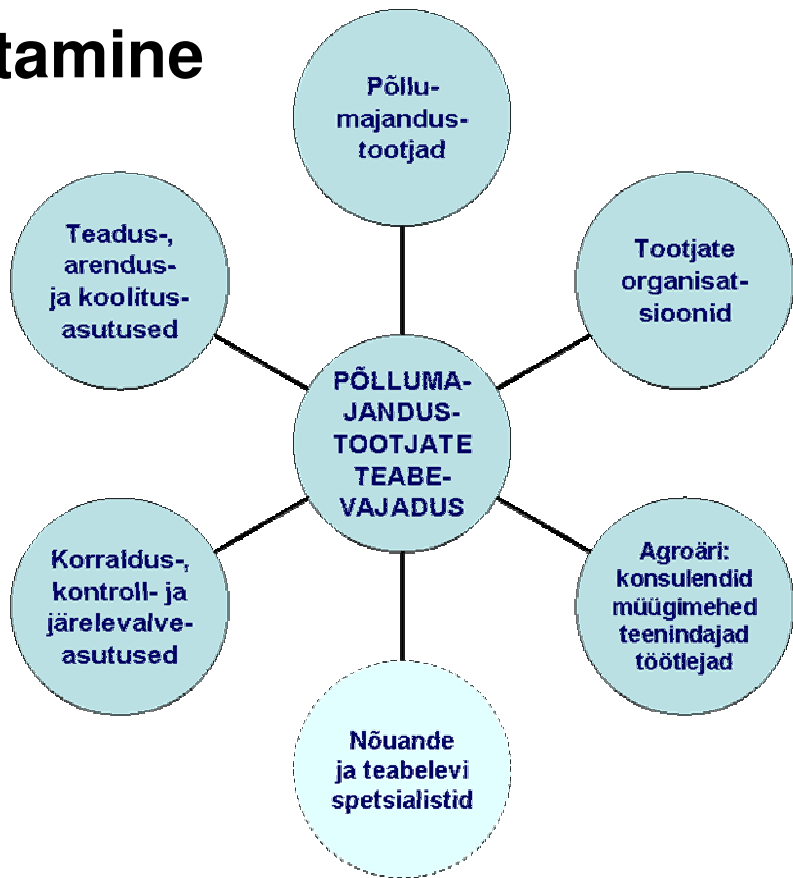 tamine
Põllu-
majandus-
tootjad
Teadus-,
arendus-
ja koolitus-
asutused
Tootjate
organisat-
sioonid
PÕLLUMA-
JANDUS-
TOOTJATE
TEABE-
VAJADUS
Korraldus-,
kontroll- ja
järelevalve-
asutused
Agroäri:
konsulendid
müügimehed
teenindajad
töötlejad
Nõuande
ja teabelevi
spetsialistid